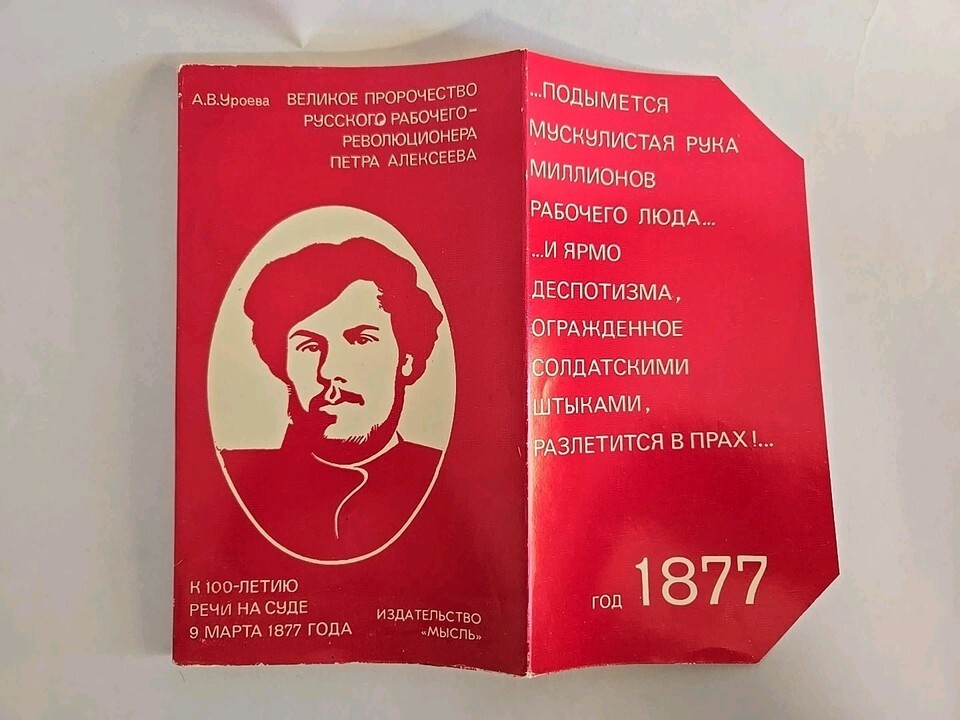 А.В.Уроева ВЕЛИКОЕ ПРОРОЧЕСТВО
РУССКОГО РАБОЧЕГО-
РЕВОЛЮЦИОНЕРА
ПЕТРА АЛЕКСЕЕВА
К 100-ЛЕТИЮ
РЕЧИ НА СУДЕ
9 МАРТА 1877 ГОДА
ИЗДАТЕЛЬСТВО
«МЫСЛЬ»
...ПОДЫМЕТСЯ
МУСКУЛИСТАЯ РУКА
МИЛЛИОНОВ
РАБОЧЕГО ЛЮДА...
...И ЯРМО
ДЕСПОТИЗМА,
ОГРАЖДЕННОЕ
СОЛДАТСКИМИ
ШТЫКАМИ,
РАЗЛЕТИТСЯ В ПРАХ!...
ГОД 1877